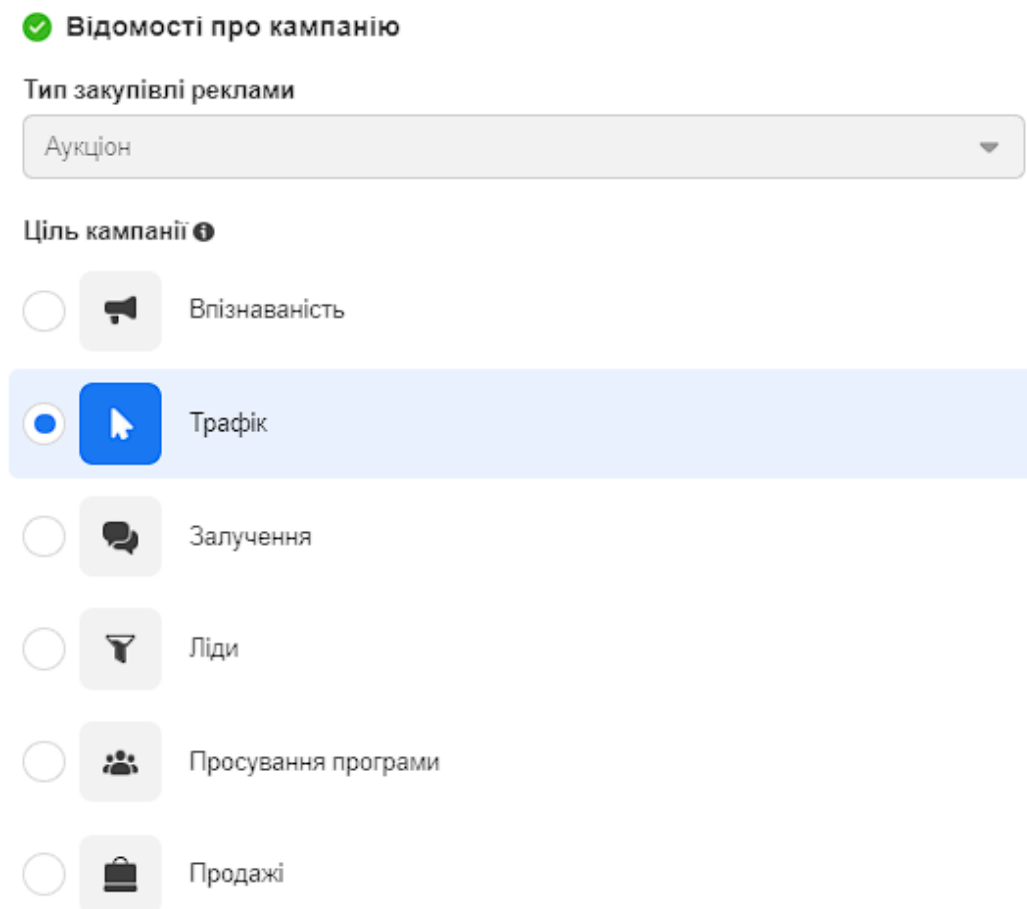 Відомості про кампанію
Тип закупівлі реклами
Аукціон
Ціль кампанії
Впізнаваність
Трафік
Залучення
Ліди
Просування програми
Продажі